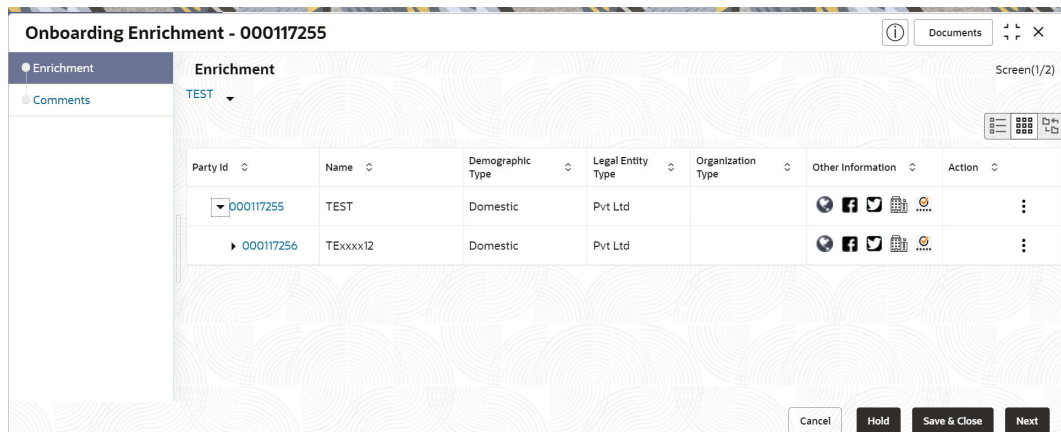 Onboarding Enrichment - 000117255
Documents
Enrichment
Comments
Enrichment
Screen(1/2)
TEST
Party Id Name Demographic Type Legal Entity Type Organization Type Other Information Action
000117255 TEST Domestic Pvt Ltd
000117256 TExxxx12 Domestic Pvt Ltd
Cancel Hold Save & Close Next